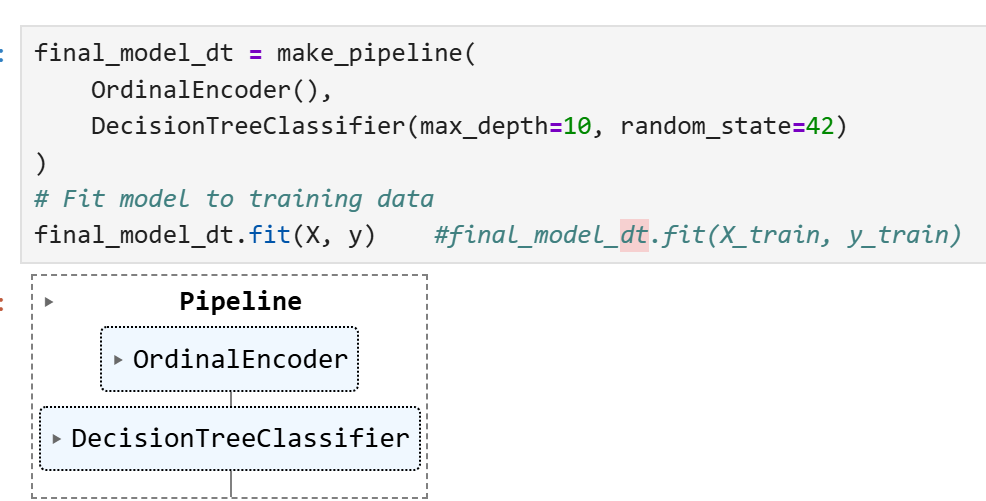 final_model_dt = make_pipeline(
    OrdinalEncoder(),
    DecisionTreeClassifier(max_depth=10, random_state=42)
)
# Fit model to training data
final_model_dt.fit(X, y)    #final_model_dt.fit(X_train, y_train)
Pipeline
OrdinalEncoder
DecisionTreeClassifier